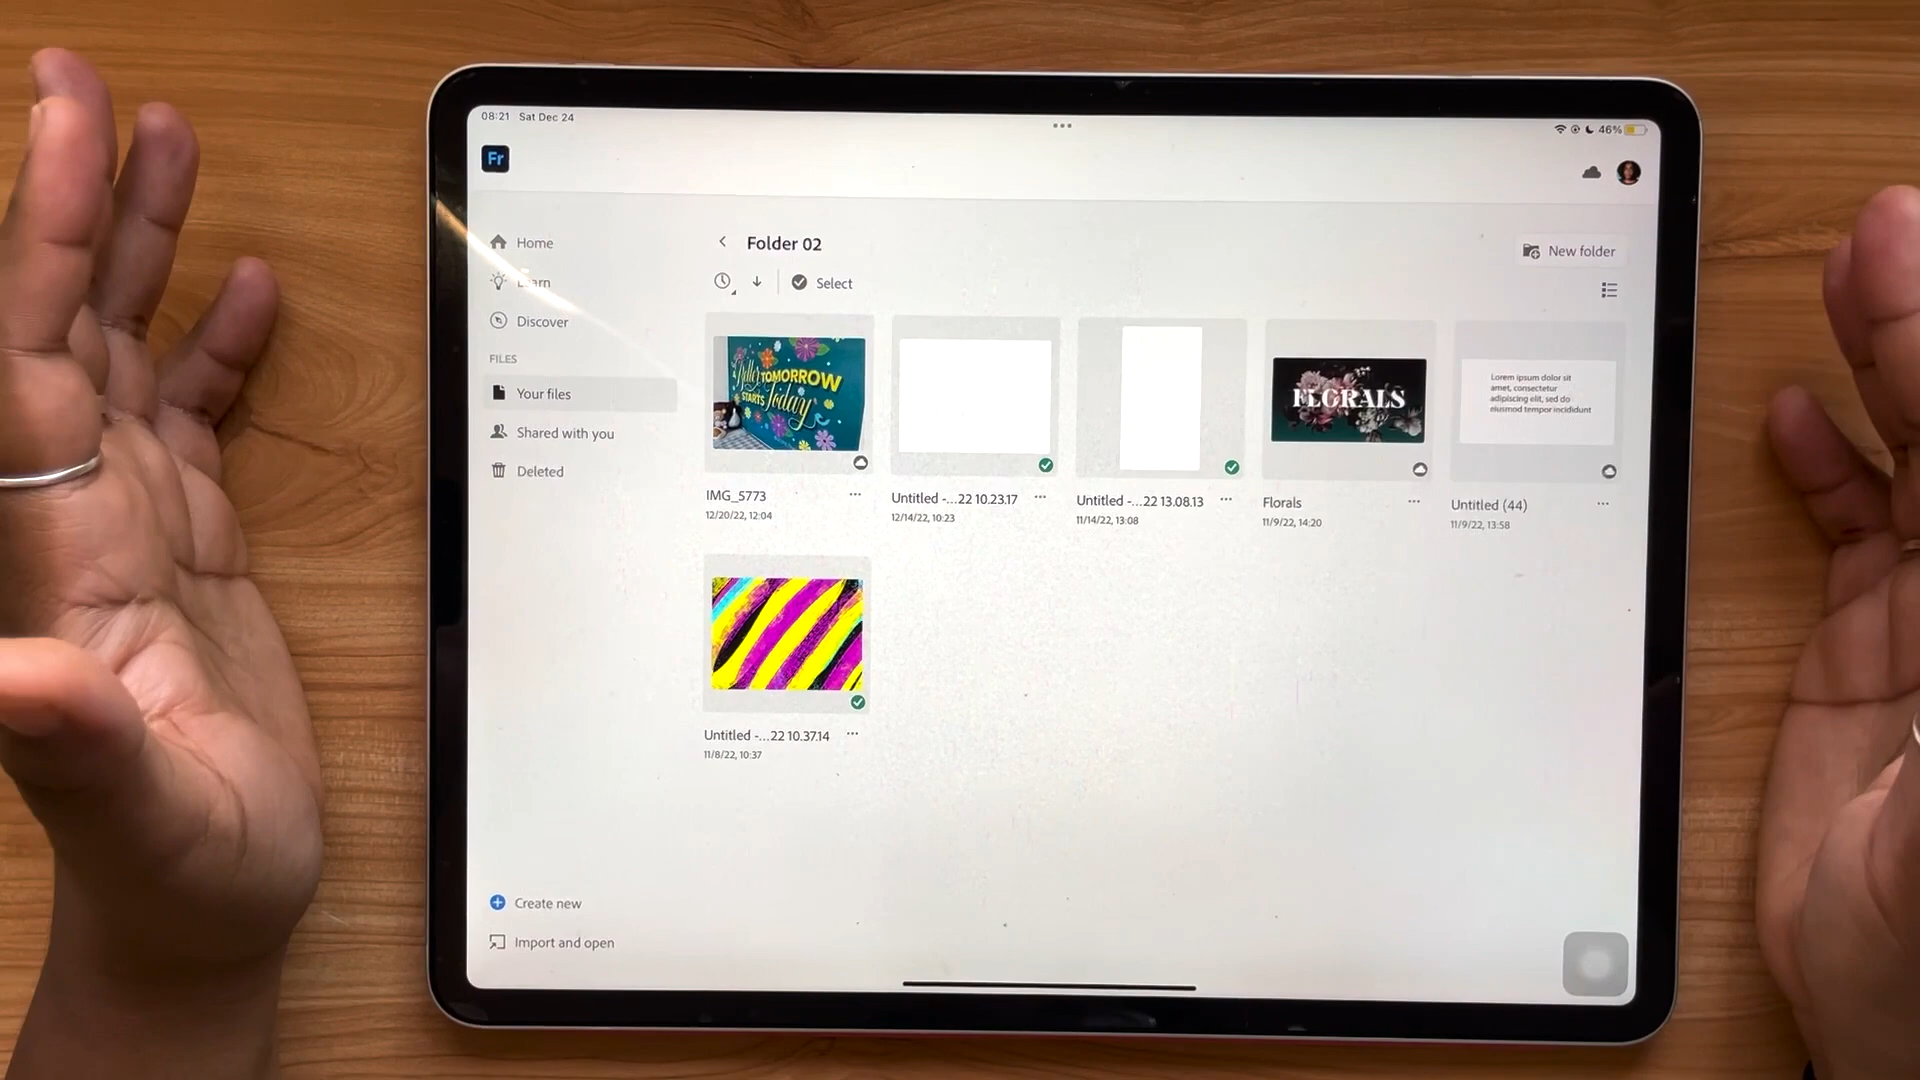 08:21 Sat Dec 24
46%
Fr
Home
Learn
Discover
FILES
Your files
Shared with you
Deleted
Create new
Import and open
Folder 02
New folder
Select
Hello TOMORROW
STARTS Today
IMG_5773
12/20/22, 12:04
Untitled -...22 10.23.17
12/14/22, 10:23
Untitled -...22 13.08.13
11/14/22, 13:08
FLORALS
Florals
11/9/22, 14:20
Lorem ipsum dolor sit
amet, consectetur
adipiscing elit, sed do
eiusmod tempor incididunt
Untitled (44)
11/9/22, 13:58
Untitled -...22 10.37.14
11/8/22, 10:37